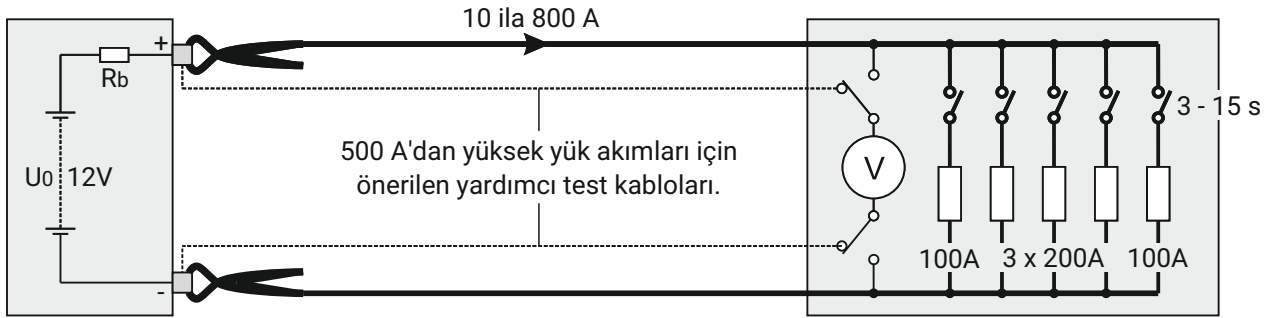 10 ila 800 A
+
Rb
3 - 15 s
500 A'dan yüksek yük akımları için
önerilen yardımcı test kabloları.
V
U0 12V
100A 3 x 200A 100A
-